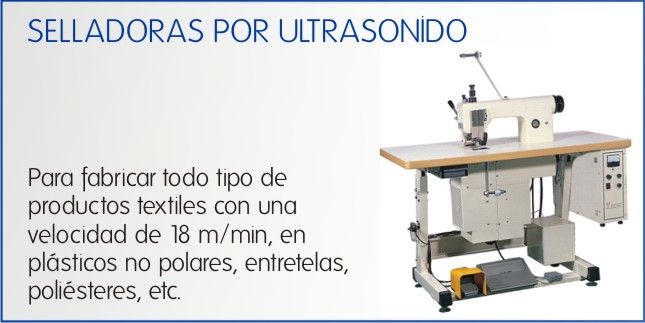 SELLADORAS POR ULTRASONIDO
Para fabricar todo tipo de
productos textiles con una
velocidad de 18 m/min, en
plásticos no polares, entretelas,
poliésteres, etc.